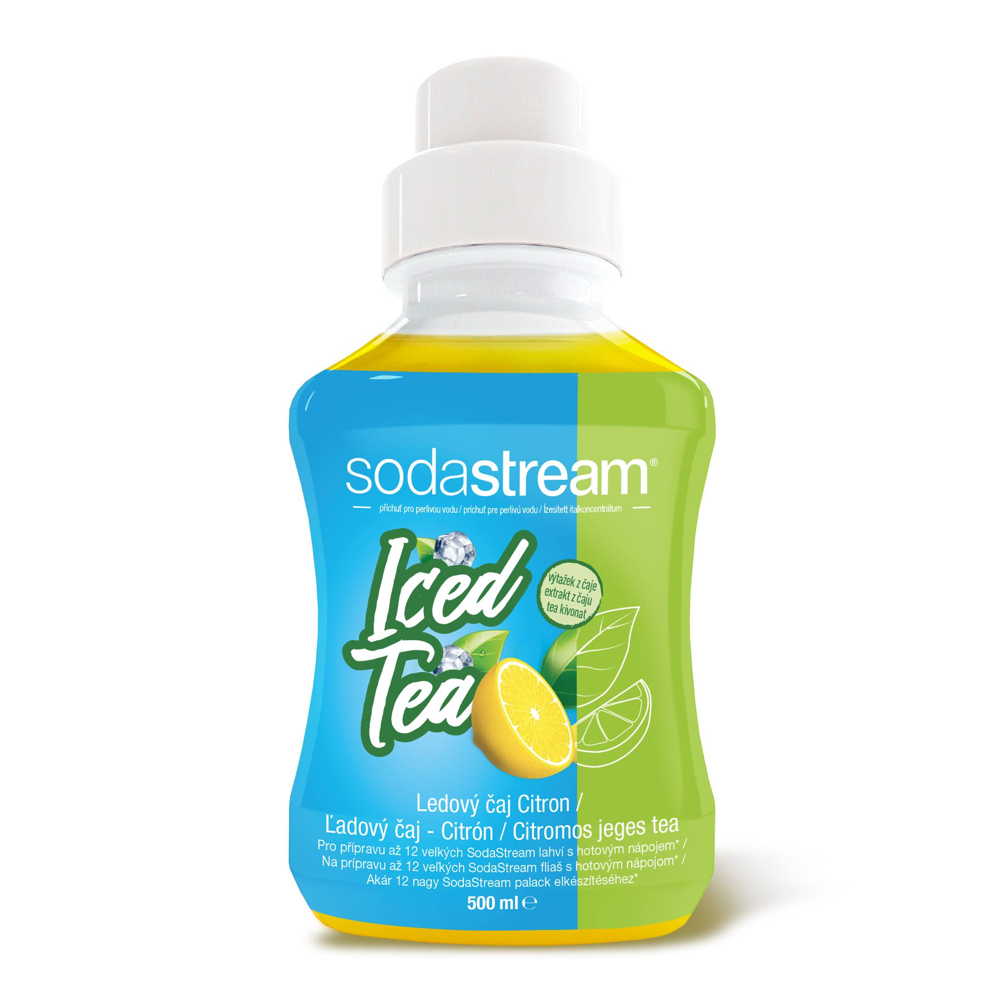 sodastream®
příchuť pro perlivou vodu / príchuť pre perlivú vodu / Ízesített italkoncentrátum
Iced
Tea
výtažek z čaje
extrakt z čaju
tea kivonat
Ledový čaj Citron /
Ľadový čaj - Citrón / Citromos jeges tea
Pro přípravu až 12 velkých SodaStream lahví s hotovým nápojem* /
Na prípravu až 12 veľkých SodaStream fliaš s hotovým nápojom* /
Akár 12 nagy SodaStream palack elkészítéséhez*
500 ml ℮